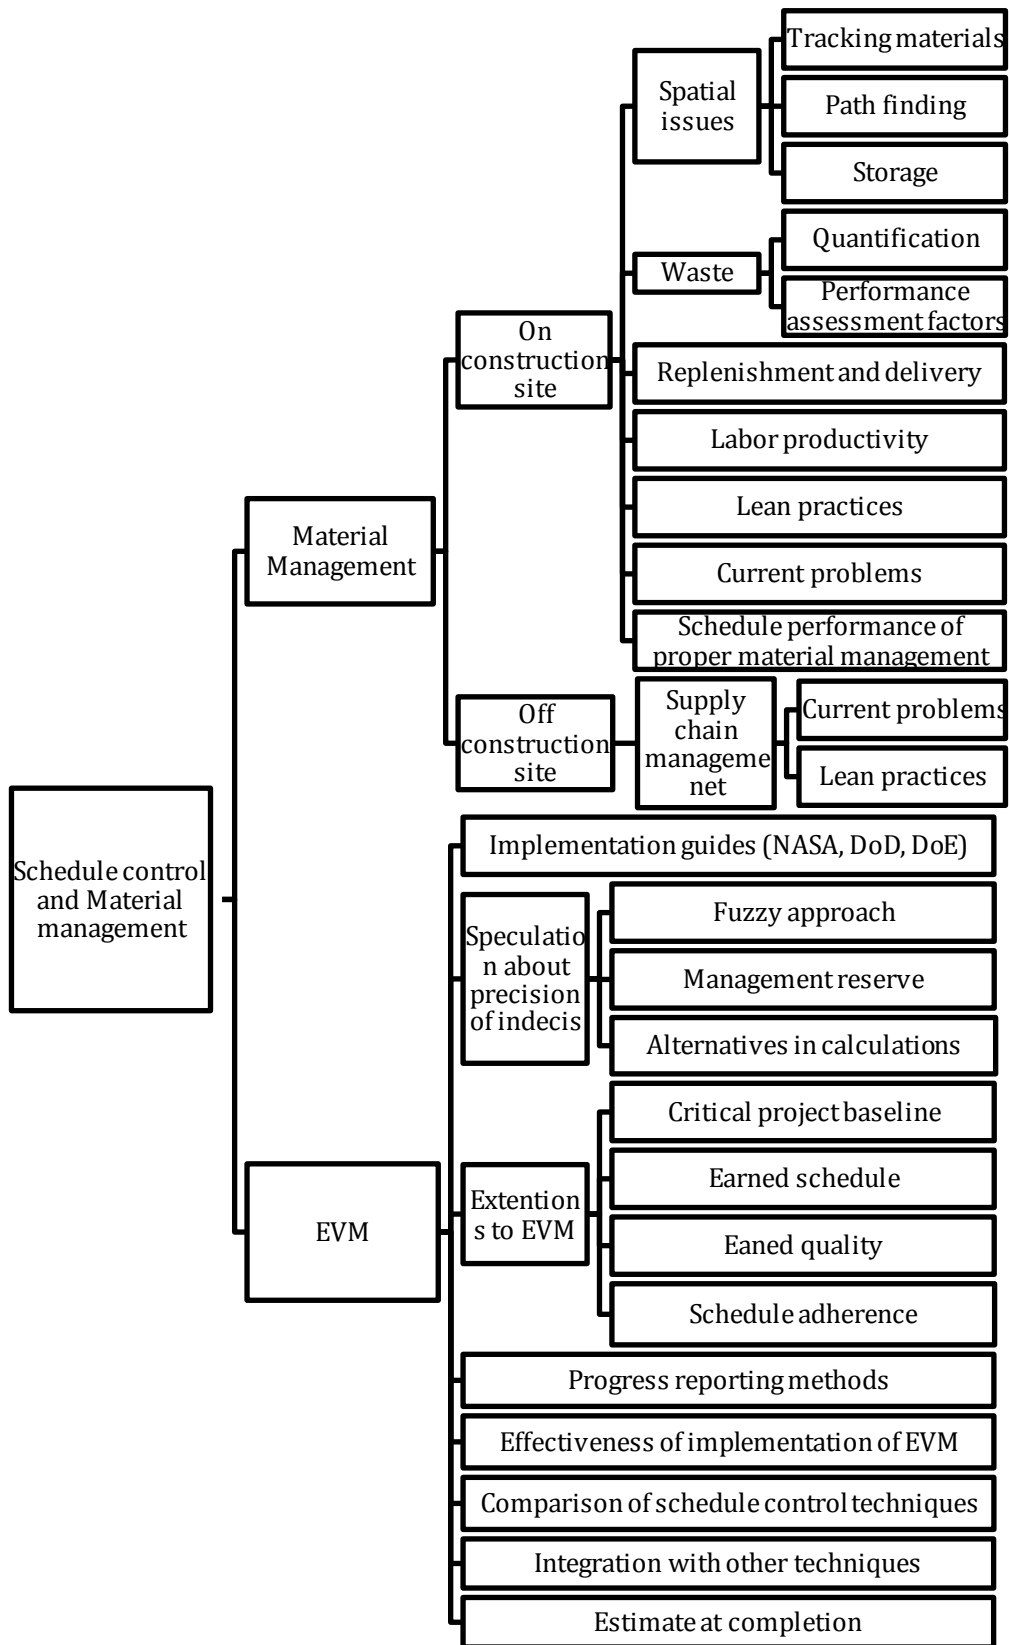 Schedule control
and Material
management
Material
Management
On
construction
site
Spatial
issues
Tracking materials
Path finding
Storage
Waste
Quantification
Performance
assessment factors
Replenishment and delivery
Labor productivity
Lean practices
Current problems
Schedule performance of
proper material management
Off
construction
site
Supply
chain
manageme
net
Current problems
Lean practices
EVM
Implementation guides (NASA, DoD, DoE)
Speculatio
n about
precision
of indecis
Fuzzy approach
Management reserve
Alternatives in calculations
Extention
s to EVM
Critical project baseline
Earned schedule
Eaned quality
Schedule adherence
Progress reporting methods
Effectiveness of implementation of EVM
Comparison of schedule control techniques
Integration with other techniques
Estimate at completion